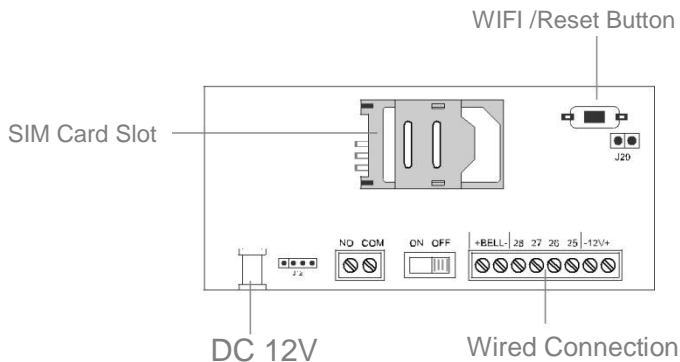 WIFI /Reset Button
SIM Card Slot
J29
NO COM
ON OFF
+BELL- 28 27 26 25 -12V+
DC 12V
Wired Connection